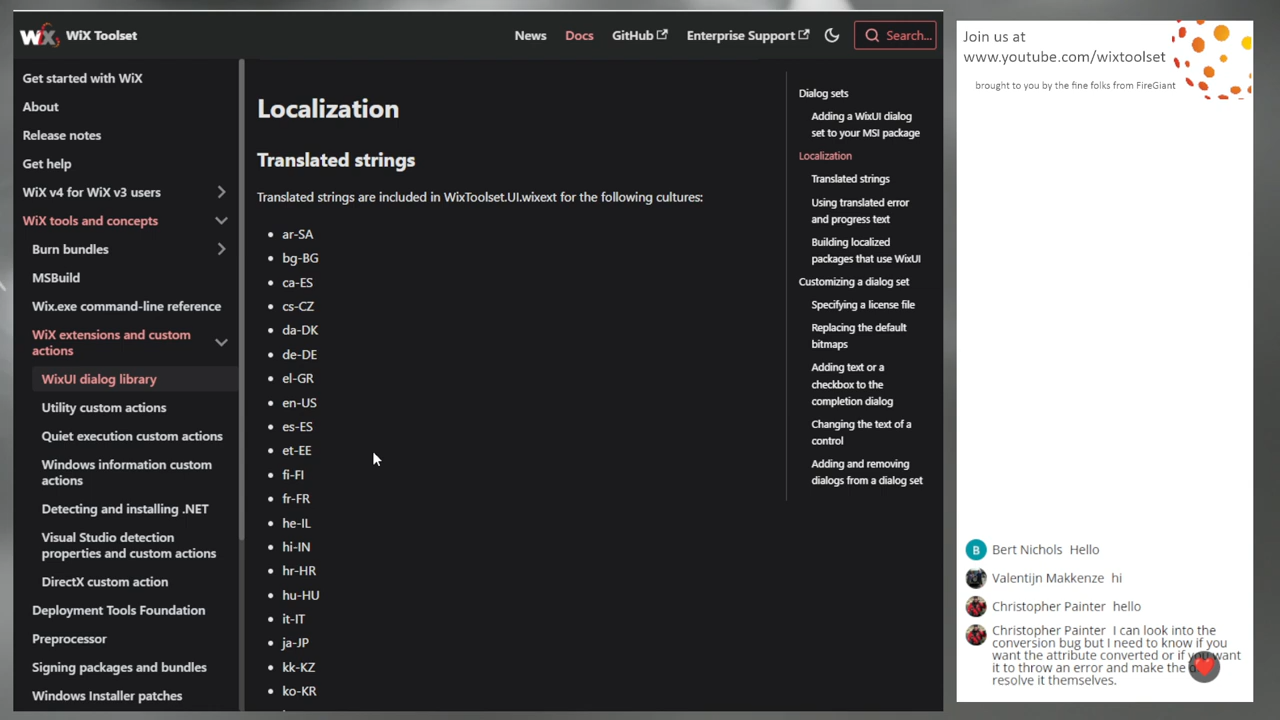 WiX Toolset
News Docs GitHub Enterprise Support Search...
Get started with WiX
About
Release notes
Get help
WiX v4 for WiX v3 users
WiX tools and concepts
Burn bundles
MSBuild
Wix.exe command-line reference
WiX extensions and custom
actions
WixUI dialog library
Utility custom actions
Quiet execution custom actions
Windows information custom
actions
Detecting and installing .NET
Visual Studio detection
properties and custom actions
DirectX custom action
Deployment Tools Foundation
Preprocessor
Signing packages and bundles
Windows Installer patches
Localization
Translated strings
Translated strings are included in WixToolset.UI.wixext for the following cultures:
ar-SA
bg-BG
ca-ES
cs-CZ
da-DK
de-DE
el-GR
en-US
es-ES
et-EE
fi-FI
fr-FR
he-IL
hi-IN
hr-HR
hu-HU
it-IT
ja-JP
kk-KZ
ko-KR
Dialog sets
Adding a WixUI dialog
set to your MSI package
Localization
Translated strings
Using translated error
and progress text
Building localized
packages that use WixUI
Customizing a dialog set
Specifying a license file
Replacing the default
bitmaps
Adding text or a
checkbox to the
completion dialog
Changing the text of a
control
Adding and removing
dialogs from a dialog set
Join us at
www.youtube.com/wixtoolset
brought to you by the fine folks from FireGiant
B Bert Nichols Hello
Valentijn Makkenze hi
Christopher Painter hello
Christopher Painter I can look into the
conversion bug but I need to know if you
want the attribute converted or if you want
it to throw an error and make the
resolve it themselves.